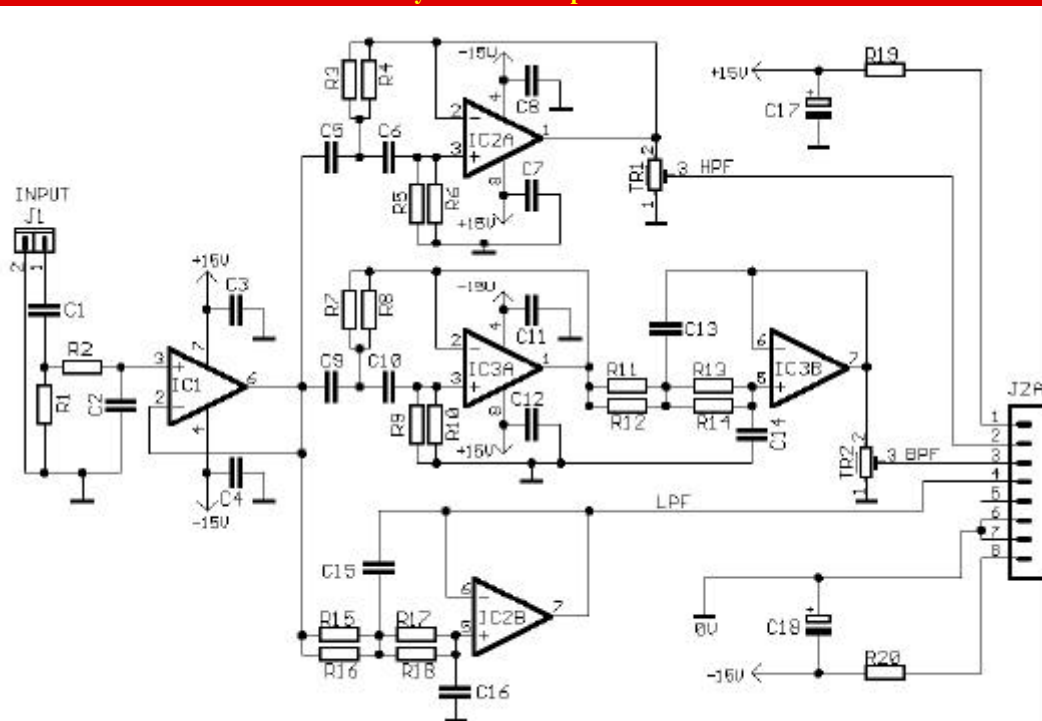 -15V
R19
R3
R4
4
C8
+15V
C17
C5
C6
2
IC2A
1
3
2
TR1
3 HPF
INPUT
J1
8
C7
R5
R6
1
+15V
2
1
+15V
C3
-15V
C1
R7
R8
4
C11
C13
7
2
6
R2
3
IC1
6
C9
C10
IC3A
1
R11
R13
IC3B
7
J2A
3
5
R1
C2
2
R9
R10
8
C12
R12
R14
C14
1
4
+15V
2
2
TR2
3 BPF
3
C4
1
4
-15V
LPF
5
6
C15
7
6
8
IC2B
7
R15
R17
0V
C18
R16
R18
-15V
R20
C16